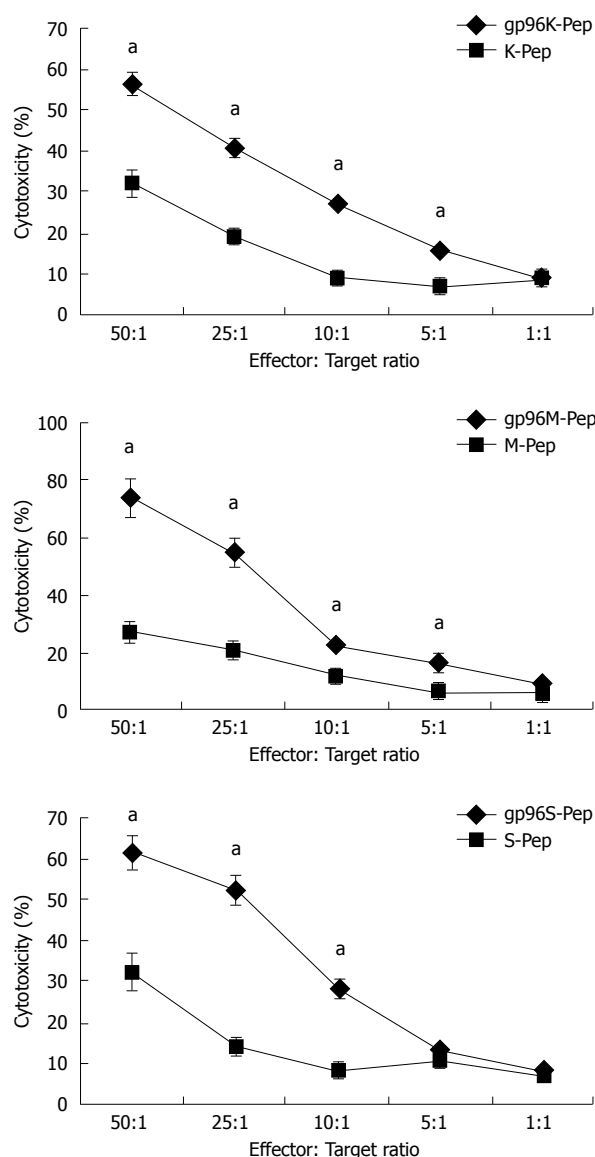 70
60
50
40
30
20
10
0
Cytotoxicity (%)
a
a
a
a
gp96K-Pep
K-Pep
50:1 25:1 10:1 5:1 1:1
Effector: Target ratio
100
80
60
40
20
0
Cytotoxicity (%)
a
a
a
a
gp96M-Pep
M-Pep
50:1 25:1 10:1 5:1 1:1
Effector: Target ratio
70
60
50
40
30
20
10
0
Cytotoxicity (%)
a
a
a
gp96S-Pep
S-Pep
50:1 25:1 10:1 5:1 1:1
Effector: Target ratio